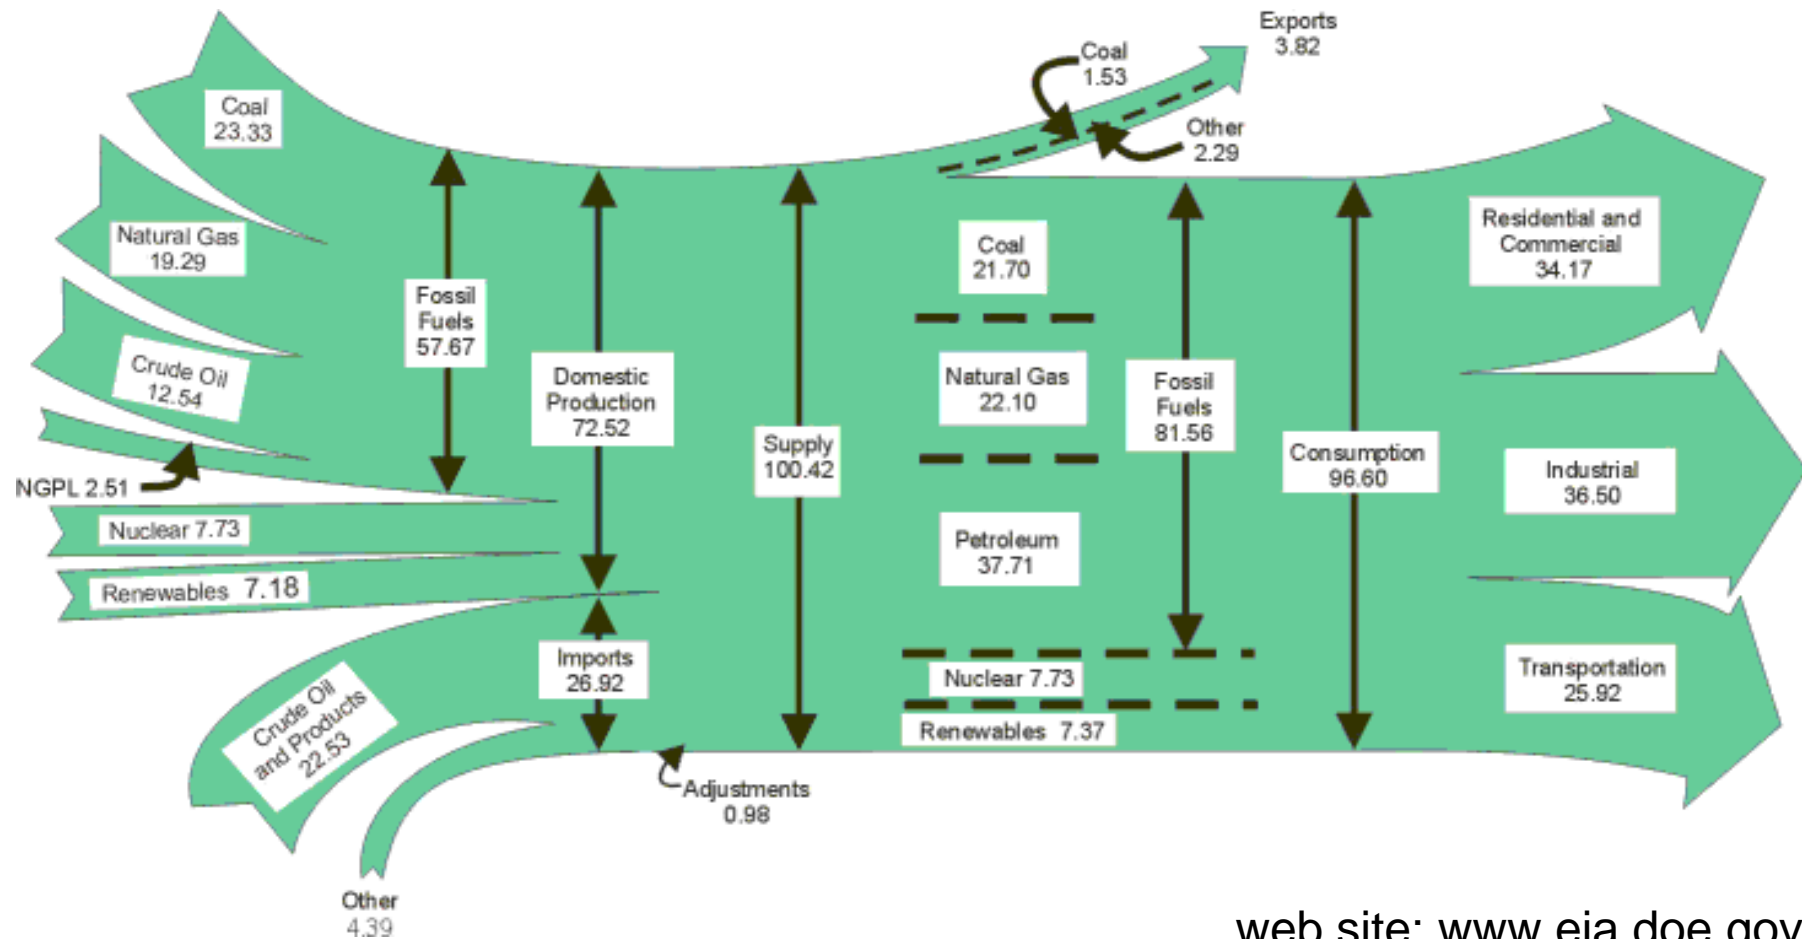 Coal
23.33
Natural Gas
19.29
Crude Oil
12.54
NGPL 2.51
Nuclear 7.73
Renewables 7.18
Crude Oil
and Products
22.53
Other
4.39
Fossil
Fuels
57.67
Domestic
Production
72.52
Imports
26.92
Adjustments
0.98
Supply
100.42
Coal
1.53
Exports
3.82
Other
2.29
Coal
21.70
Natural Gas
22.10
Petroleum
37.71
Nuclear 7.73
Renewables 7.37
Fossil
Fuels
81.56
Consumption
96.60
Residential and
Commercial
34.17
Industrial
36.50
Transportation
25.92
web site: www.eia.doe.gov